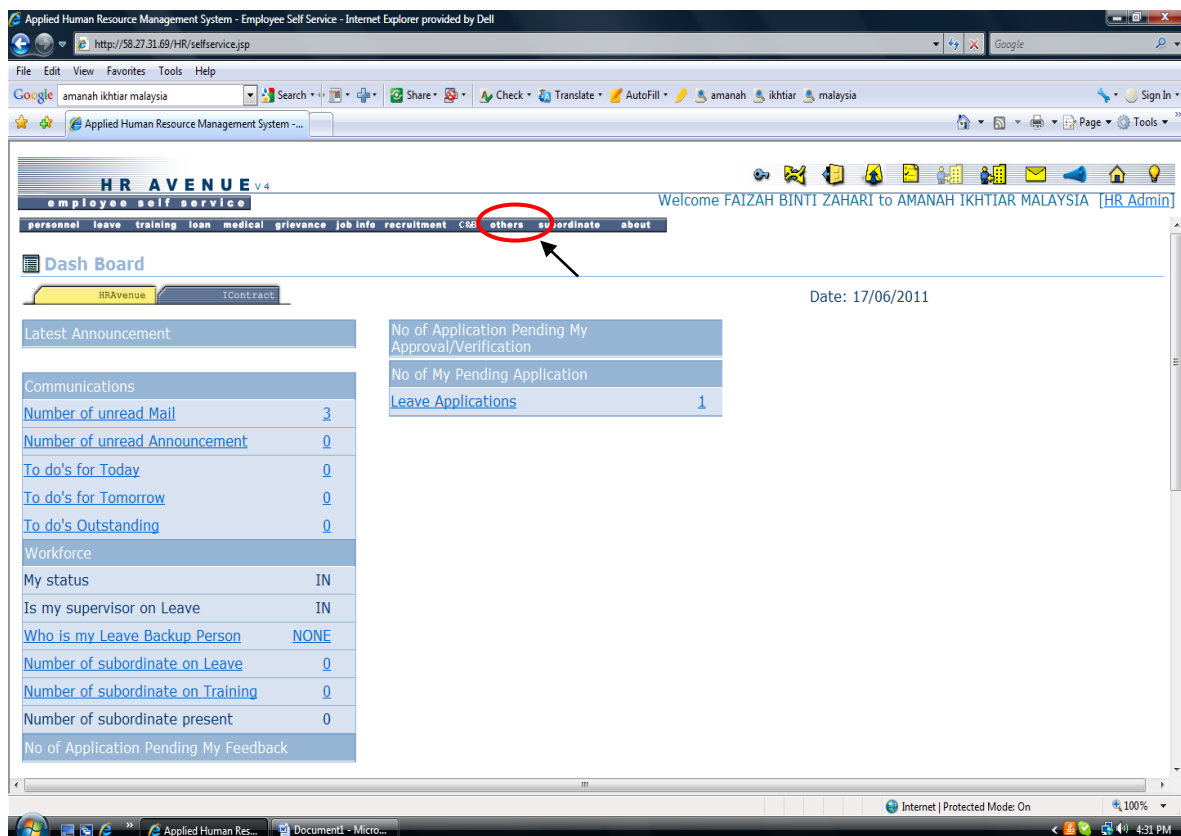 Applied Human Resource Management System - Employee Self Service - Internet Explorer provided by Dell
http://58.27.31.69/HR/selfservice.jsp
Google
File Edit View Favorites Tools Help
Google amanah ikhtiar malaysia Search Share Check Translate AutoFill amanah ikhtiar malaysia Sign In
Applied Human Resource Management System -... Page Tools
HR AVENUE V4
employee self service
Welcome FAIZAH BINTI ZAHARI to AMANAH IKHTIAR MALAYSIA [HR Admin]
personnel leave training loan medical grievance job info recruitment C&B others subordinate about
Dash Board
HRAvenue IContract
Date: 17/06/2011
Latest Announcement
Communications
Number of unread Mail 3
Number of unread Announcement 0
To do's for Today 0
To do's for Tomorrow 0
To do's Outstanding 0
Workforce
My status IN
Is my supervisor on Leave IN
Who is my Leave Backup Person NONE
Number of subordinate on Leave 0
Number of subordinate on Training 0
Number of subordinate present 0
No of Application Pending My Feedback
No of Application Pending My
Approval/Verification
No of My Pending Application
Leave Applications 1
Internet | Protected Mode: On 100%
Applied Human Res... Document1 - Micro... 4:31 PM